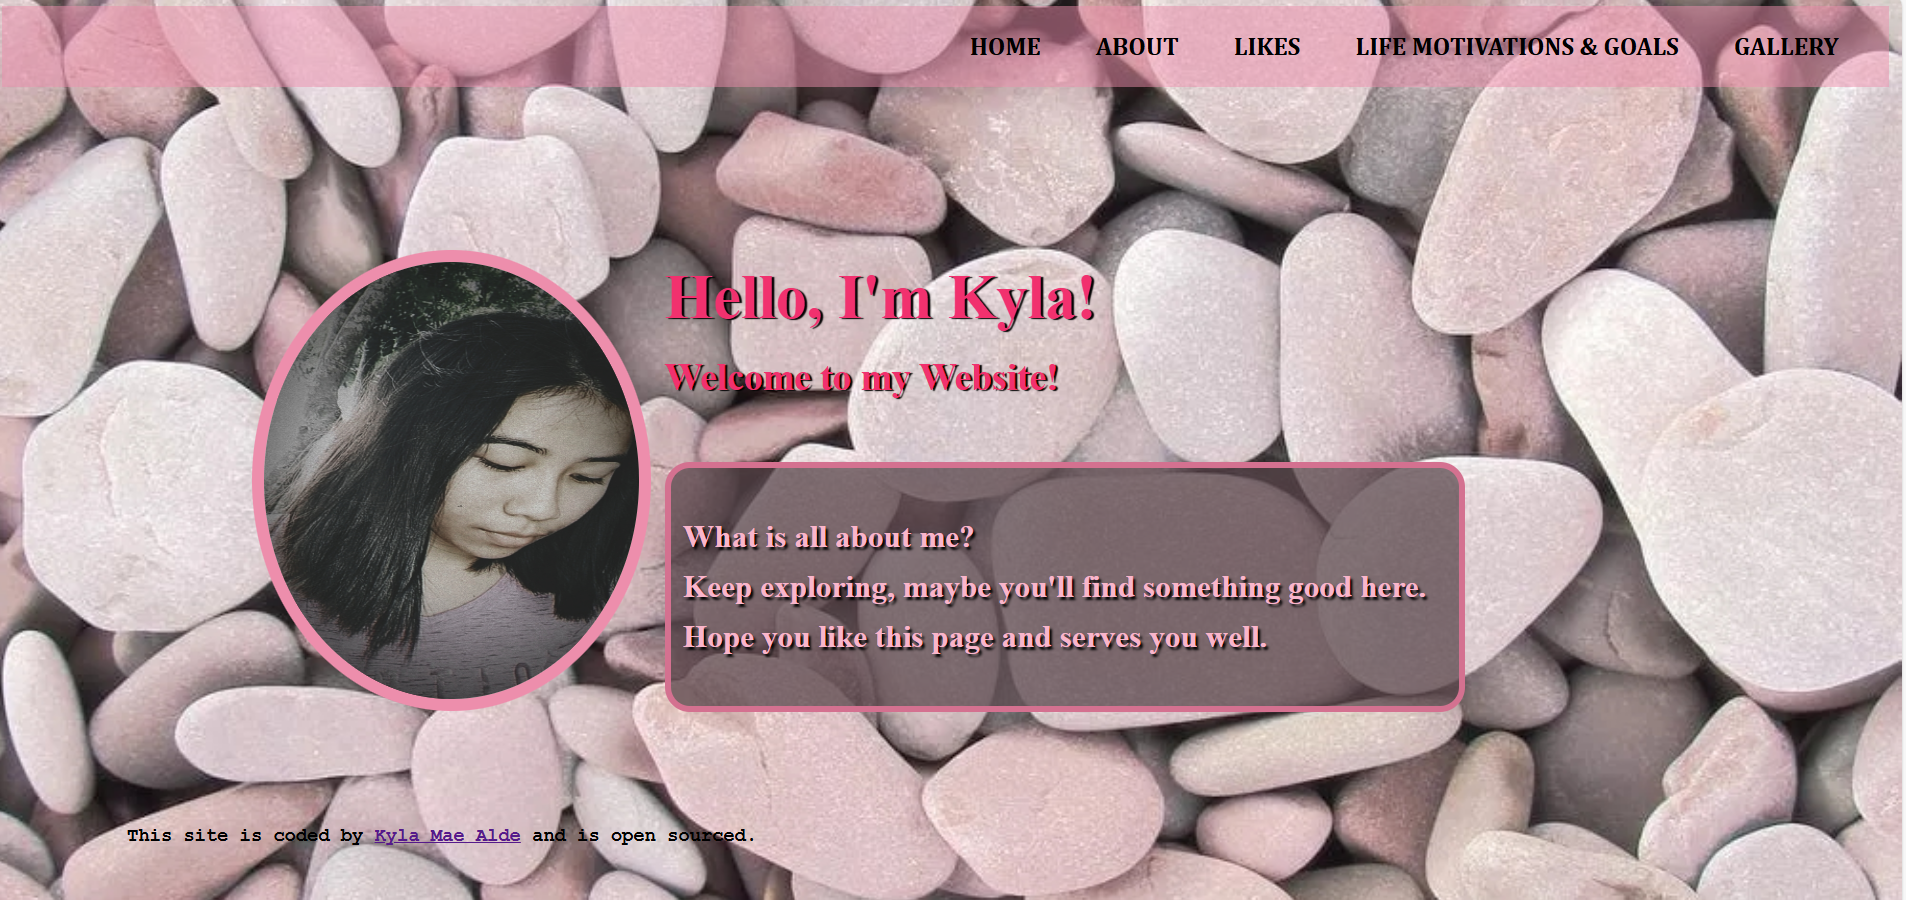 HOME ABOUT LIKES LIFE MOTIVATIONS & GOALS GALLERY
Hello, I'm Kyla!
Welcome to my Website!
What is all about me?
Keep exploring, maybe you'll find something good here.
Hope you like this page and serves you well.
This site is coded by Kyla Mae Alde and is open sourced.